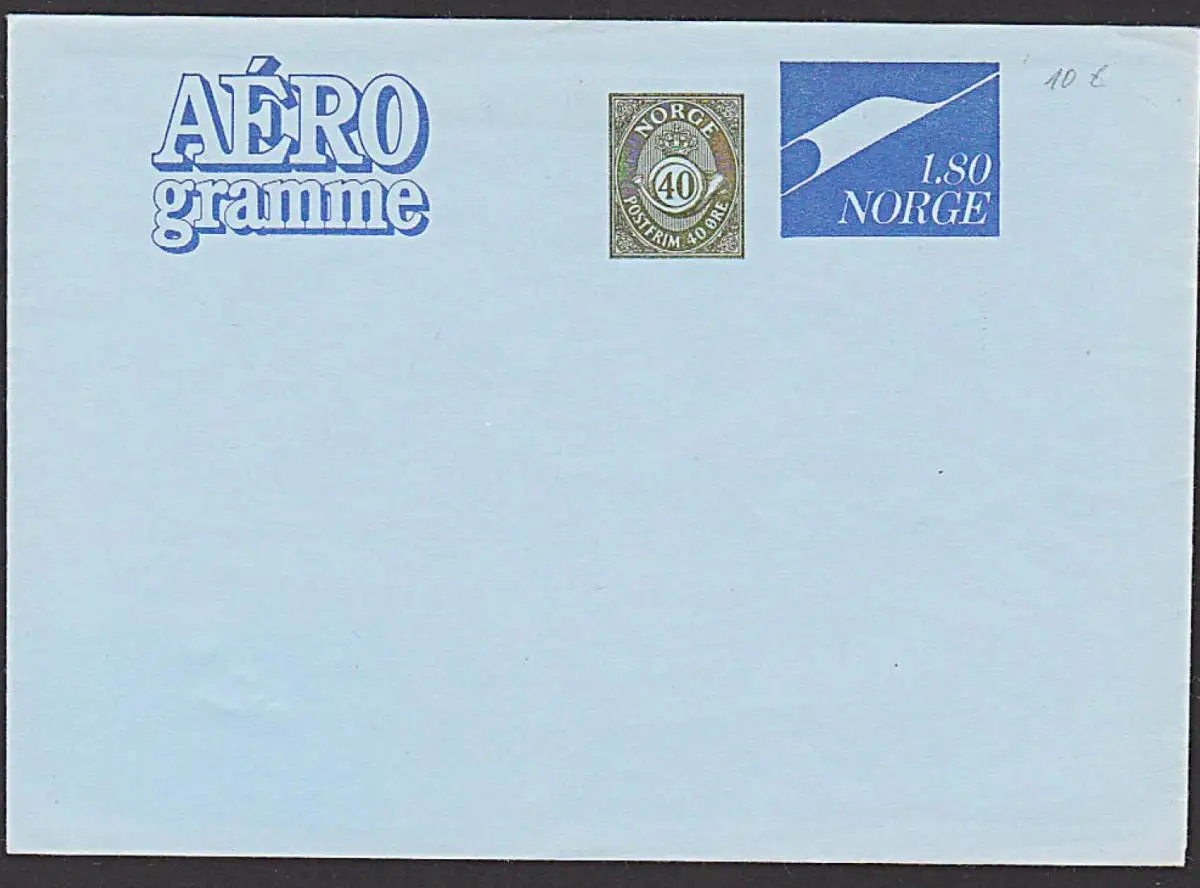 AÉRO
gramme
NORGE
40
POSTFRIM 40 ØRE
1.80
NORGE
10 €